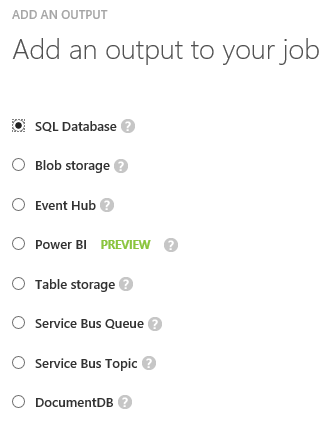 ADD AN OUTPUT
Add an output to your job
SQL Database ?
Blob storage ?
Event Hub ?
Power BI PREVIEW ?
Table storage ?
Service Bus Queue ?
Service Bus Topic ?
DocumentDB ?